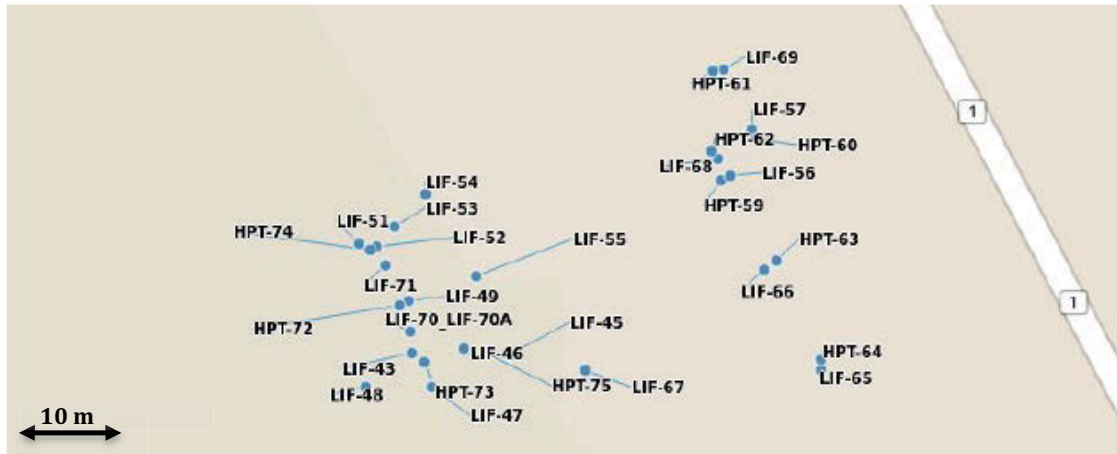 LIF-69
HPT-61
LIF-57
1
HPT-62
HPT-60
LIF-68
LIF-56
LIF-54
HPT-59
LIF-53
LIF-51
HPT-74
LIF-52
LIF-55
HPT-63
LIF-71
LIF-66
LIF-49
1
HPT-72
LIF-70_LIF-70A
LIF-45
LIF-46
HPT-64
LIF-43
LIF-65
LIF-48
HPT-73
HPT-75
LIF-67
LIF-47
10 m